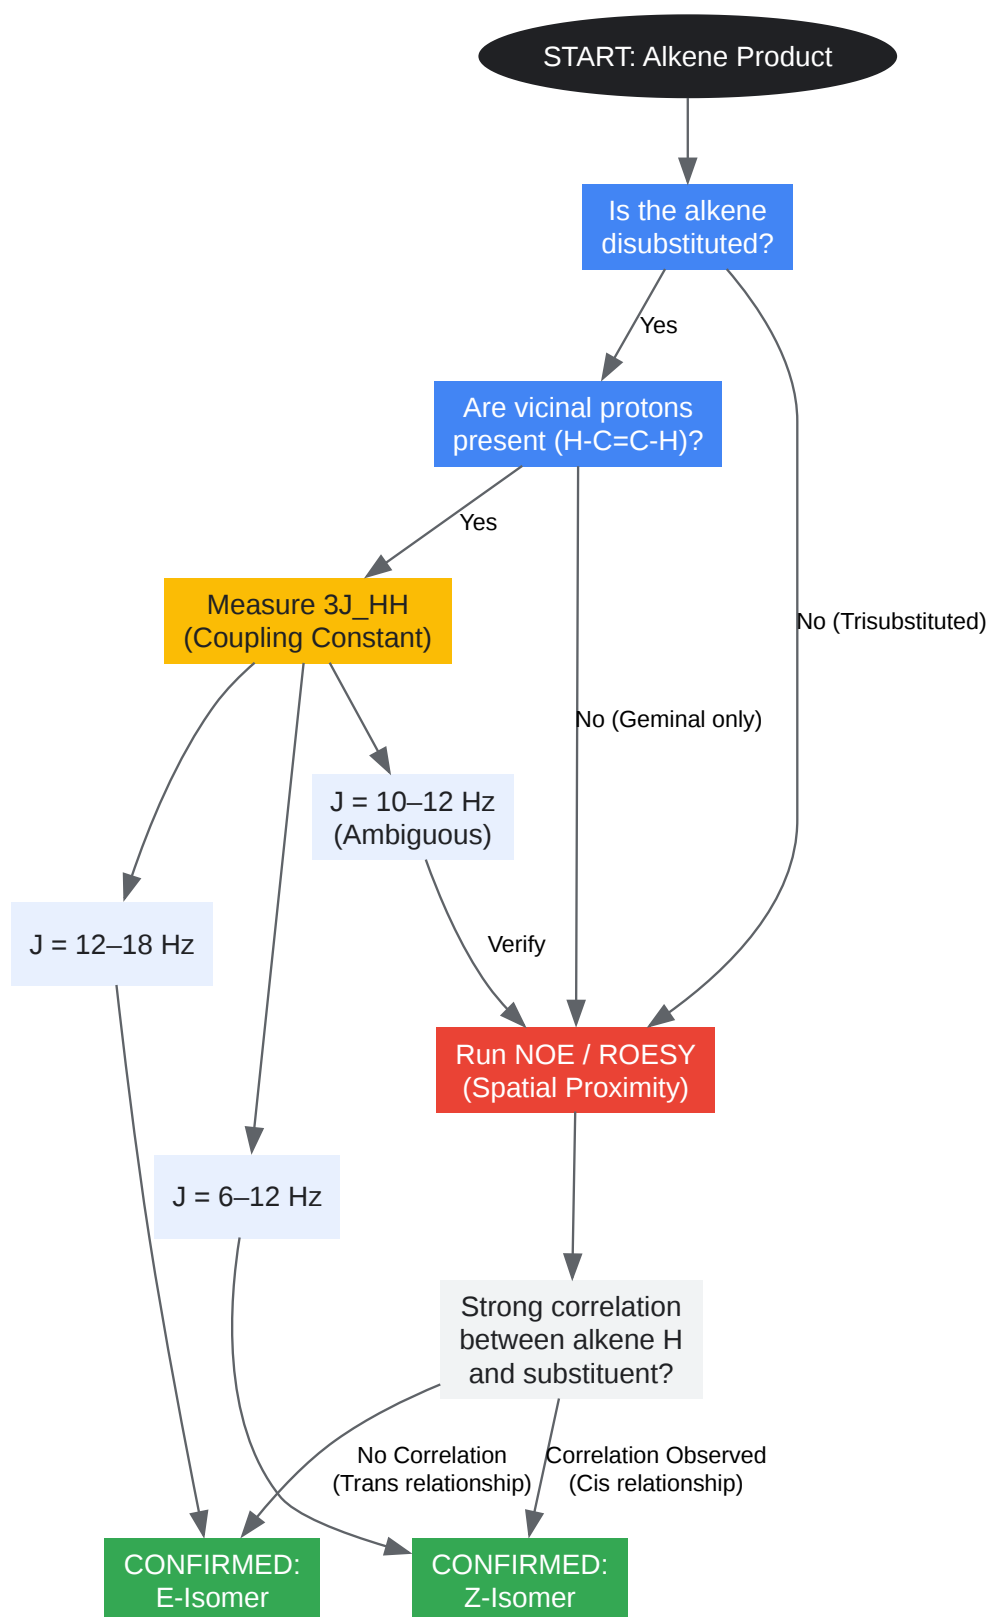 START: Alkene Product
Is the alkene
disubstituted?
Yes
Are vicinal protons
present (H-C=C-H)?
Yes
Measure 3J_HH
(Coupling Constant)
No (Trisubstituted)
No (Geminal only)
J = 10–12 Hz
(Ambiguous)
J = 12–18 Hz
Verify
Run NOE / ROESY
(Spatial Proximity)
J = 6–12 Hz
Strong correlation
between alkene H
and substituent?
No Correlation
(Trans relationship)
Correlation Observed
(Cis relationship)
CONFIRMED:
E-Isomer
CONFIRMED:
Z-Isomer